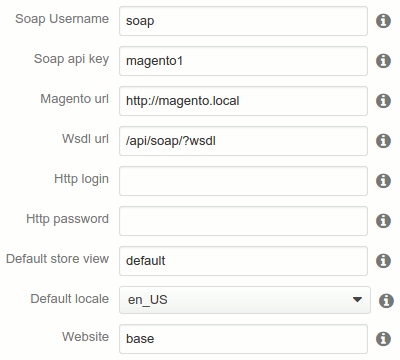 Soap Username soap
Soap api key magento1
Magento url http://magento.local
Wsdl url /api/soap/?wsdl
Http login
Http password
Default store view default
Default locale en_US
Website base